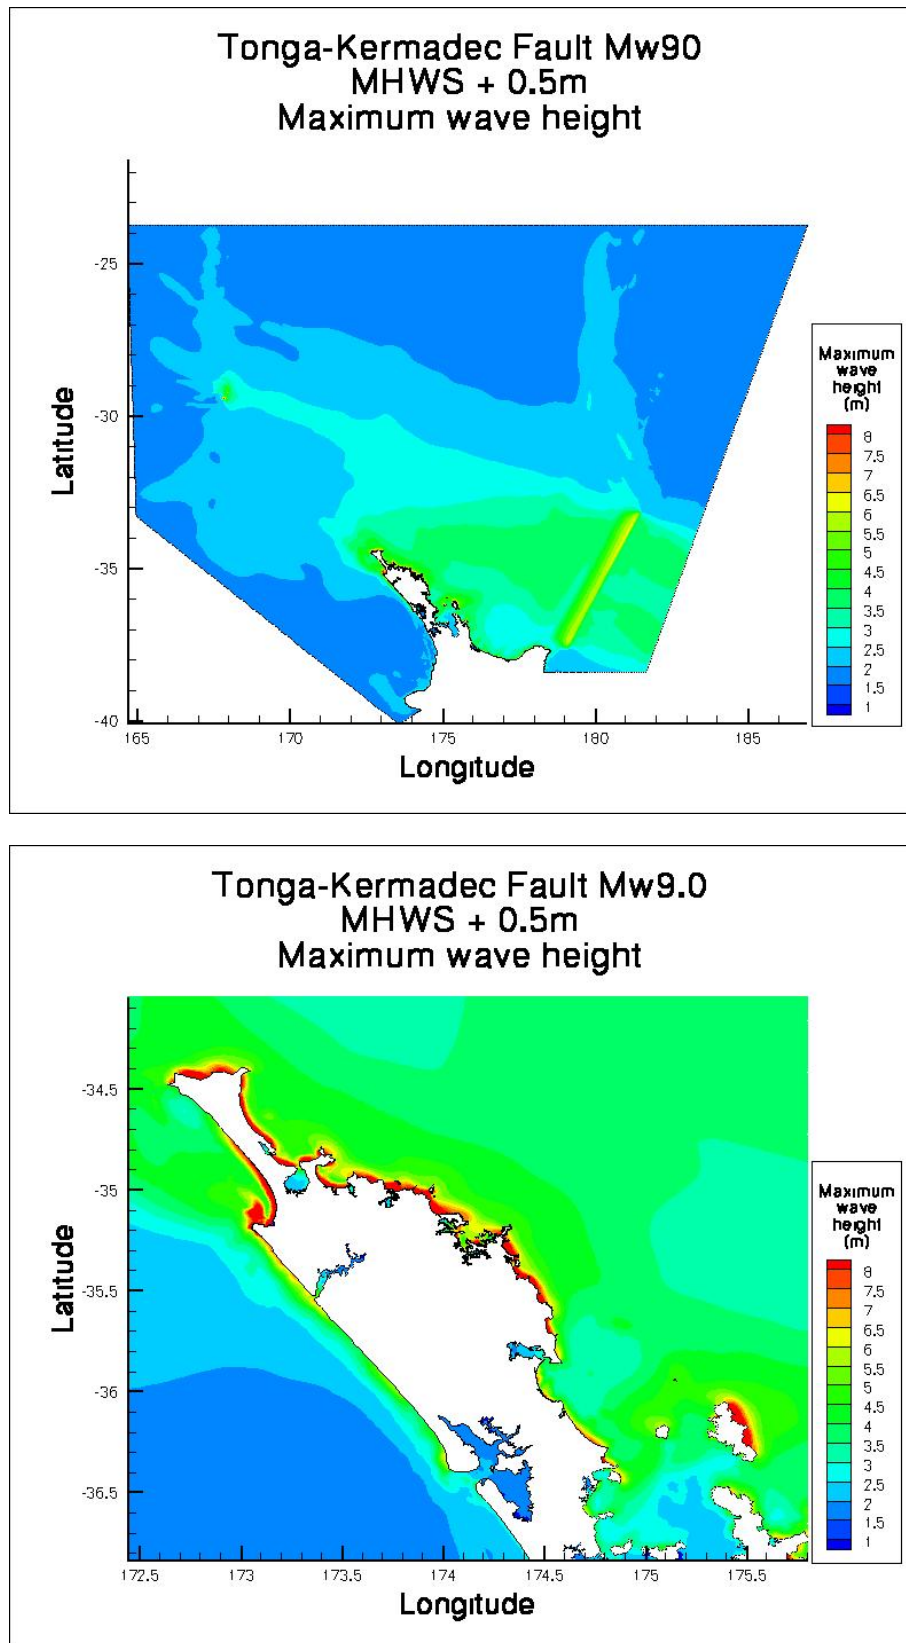 Tonga-Kermadec Fault Mw90
MHWS + 0.5m
Maximum wave height
Latitude
-25
-30
-35
-40
165
170
175
180
185
Longitude
Maximum
wave
height
(m)
8
7.5
7
6.5
6
5.5
5
4.5
4
3.5
3
2.5
2
1.5
1
Tonga-Kermadec Fault Mw9.0
MHWS + 0.5m
Maximum wave height
Latitude
-34.5
-35
-35.5
-36
-36.5
172.5
173
173.5
174
174.5
175
175.5
Longitude
Maximum
wave
height
(m)
8
7.5
7
6.5
6
5.5
5
4.5
4
3.5
3
2.5
2
1.5
1